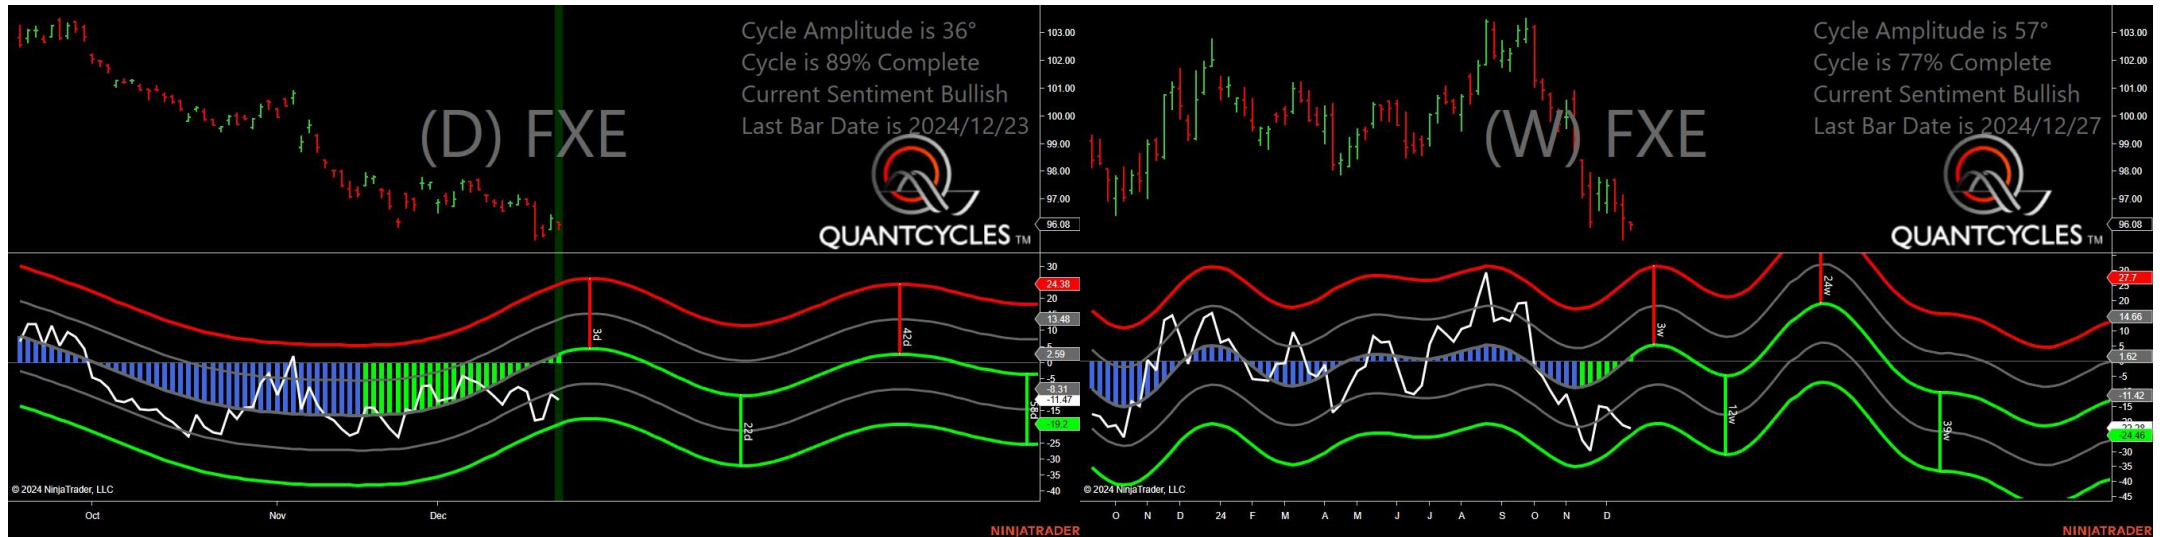 Cycle Amplitude is 36°
Cycle is 89% Complete
Current Sentiment Bullish
Last Bar Date is 2024/12/23
(D) FXE
QUANTCYCLES TM
103.00
102.00
101.00
100.00
99.00
98.00
97.00
96.08
30
24.38
20
13.48
10
5
2.59
0
-5
-8.31
-11.47
-15
-19.2
-25
-30
-35
-40
3d
22d
42d
58d
© 2024 NinjaTrader, LLC
Oct Nov Dec
NINJATRADER
Cycle Amplitude is 57°
Cycle is 77% Complete
Current Sentiment Bullish
Last Bar Date is 2024/12/27
(W) FXE
QUANTCYCLES TM
103.00
102.00
101.00
100.00
99.00
98.00
97.00
96.08
30
27.7
25
20
14.66
10
5
1.62
-5
-11.42
-15
-22.28
-24.46
-30
-35
-40
-45
3w
12w
24w
39w
© 2024 NinjaTrader, LLC
O N D 24 F M A M J J A S O N D
NINJATRADER